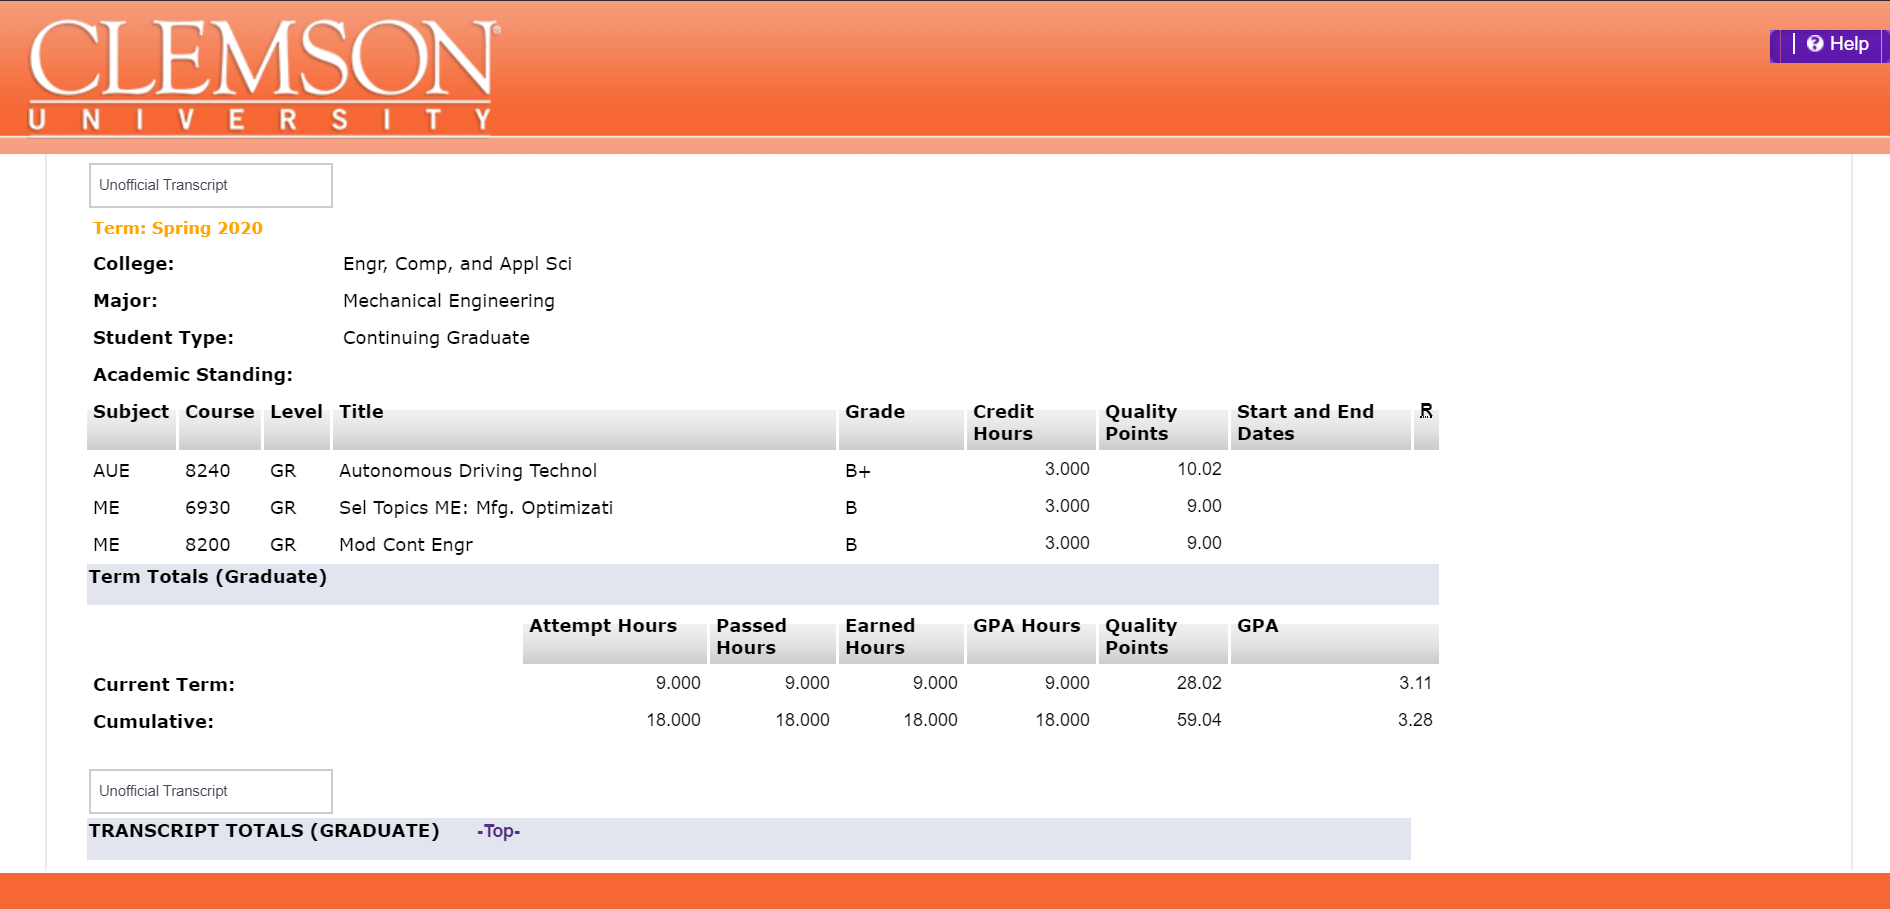 CLEMSON®
UNIVERSITY
| Help
Unofficial Transcript
Term: Spring 2020
College: Engr, Comp, and Appl Sci
Major: Mechanical Engineering
Student Type: Continuing Graduate
Academic Standing:
Subject Course Level Title Grade Credit Hours Quality Points Start and End Dates R
AUE 8240 GR Autonomous Driving Technol B+ 3.000 10.02
ME 6930 GR Sel Topics ME: Mfg. Optimizati B 3.000 9.00
ME 8200 GR Mod Cont Engr B 3.000 9.00
Term Totals (Graduate)
Attempt Hours Passed Hours Earned Hours GPA Hours Quality Points GPA
Current Term: 9.000 9.000 9.000 9.000 28.02 3.11
Cumulative: 18.000 18.000 18.000 18.000 59.04 3.28
Unofficial Transcript
TRANSCRIPT TOTALS (GRADUATE) -Top-